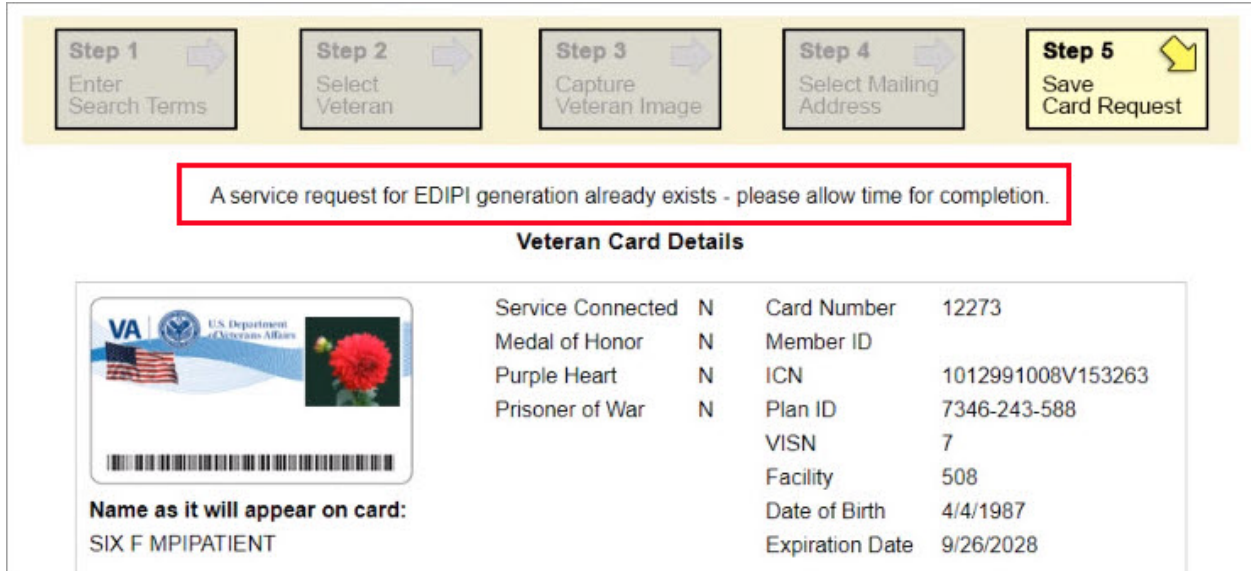 Step 1
Enter
Search Terms
Step 2
Select
Veteran
Step 3
Capture
Veteran Image
Step 4
Select Mailing
Address
Step 5
Save
Card Request
A service request for EDIPI generation already exists - please allow time for completion.
Veteran Card Details
VA
U.S. Department
of Veterans Affairs
Name as it will appear on card:
SIX F MPIPATIENT
Service Connected N
Medal of Honor N
Purple Heart N
Prisoner of War N
Card Number 12273
Member ID
ICN 1012991008V153263
Plan ID 7346-243-588
VISN 7
Facility 508
Date of Birth 4/4/1987
Expiration Date 9/26/2028